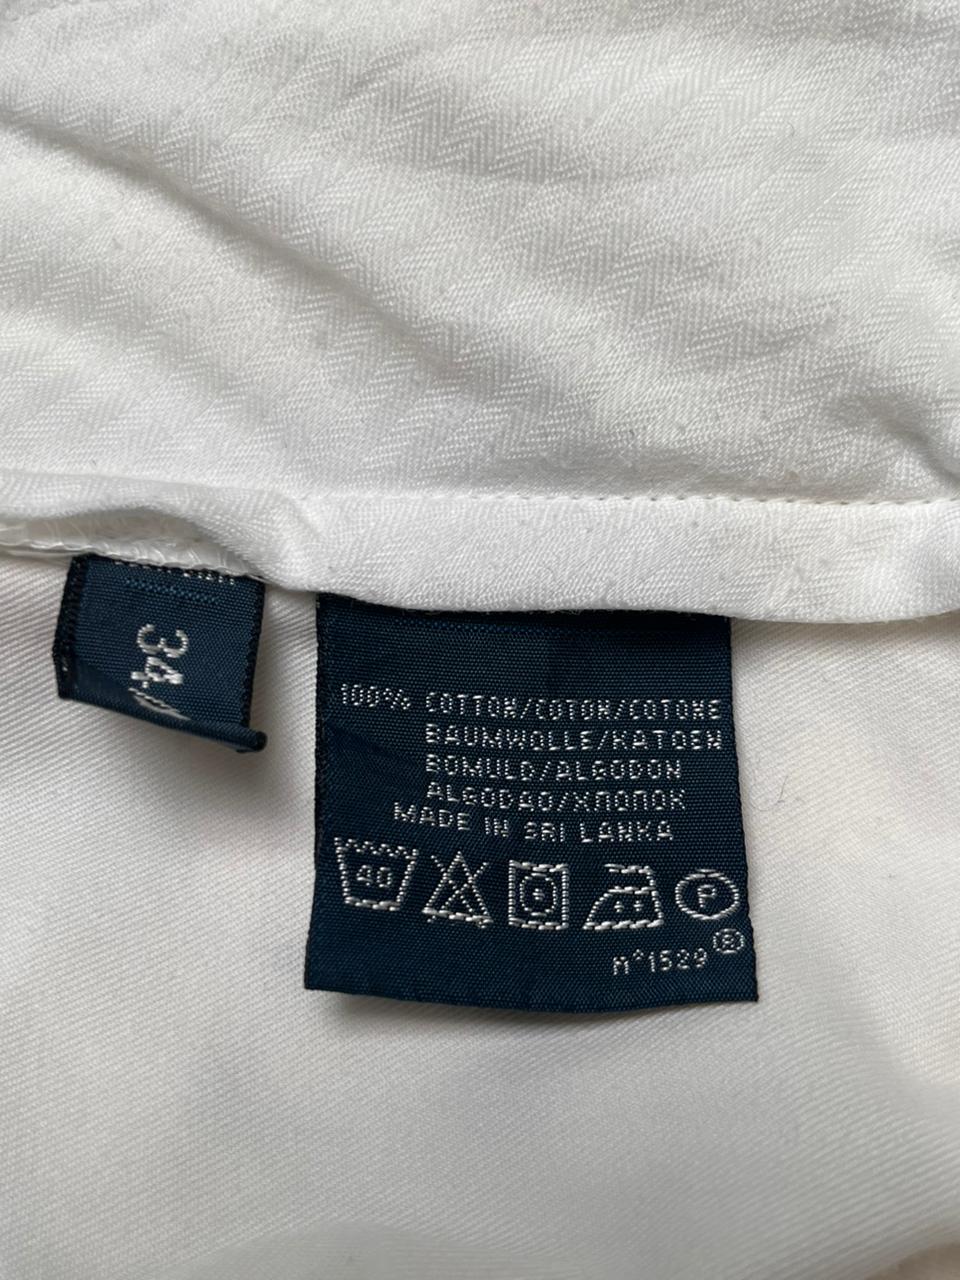 34
100% COTTON/COTON/COTONE
BAUMWOLLE/KATOEN
BOMULD/ALGODON
ALGODAO/ХЛОПОК
MADE IN SRI LANKA
40
P
n°1529®